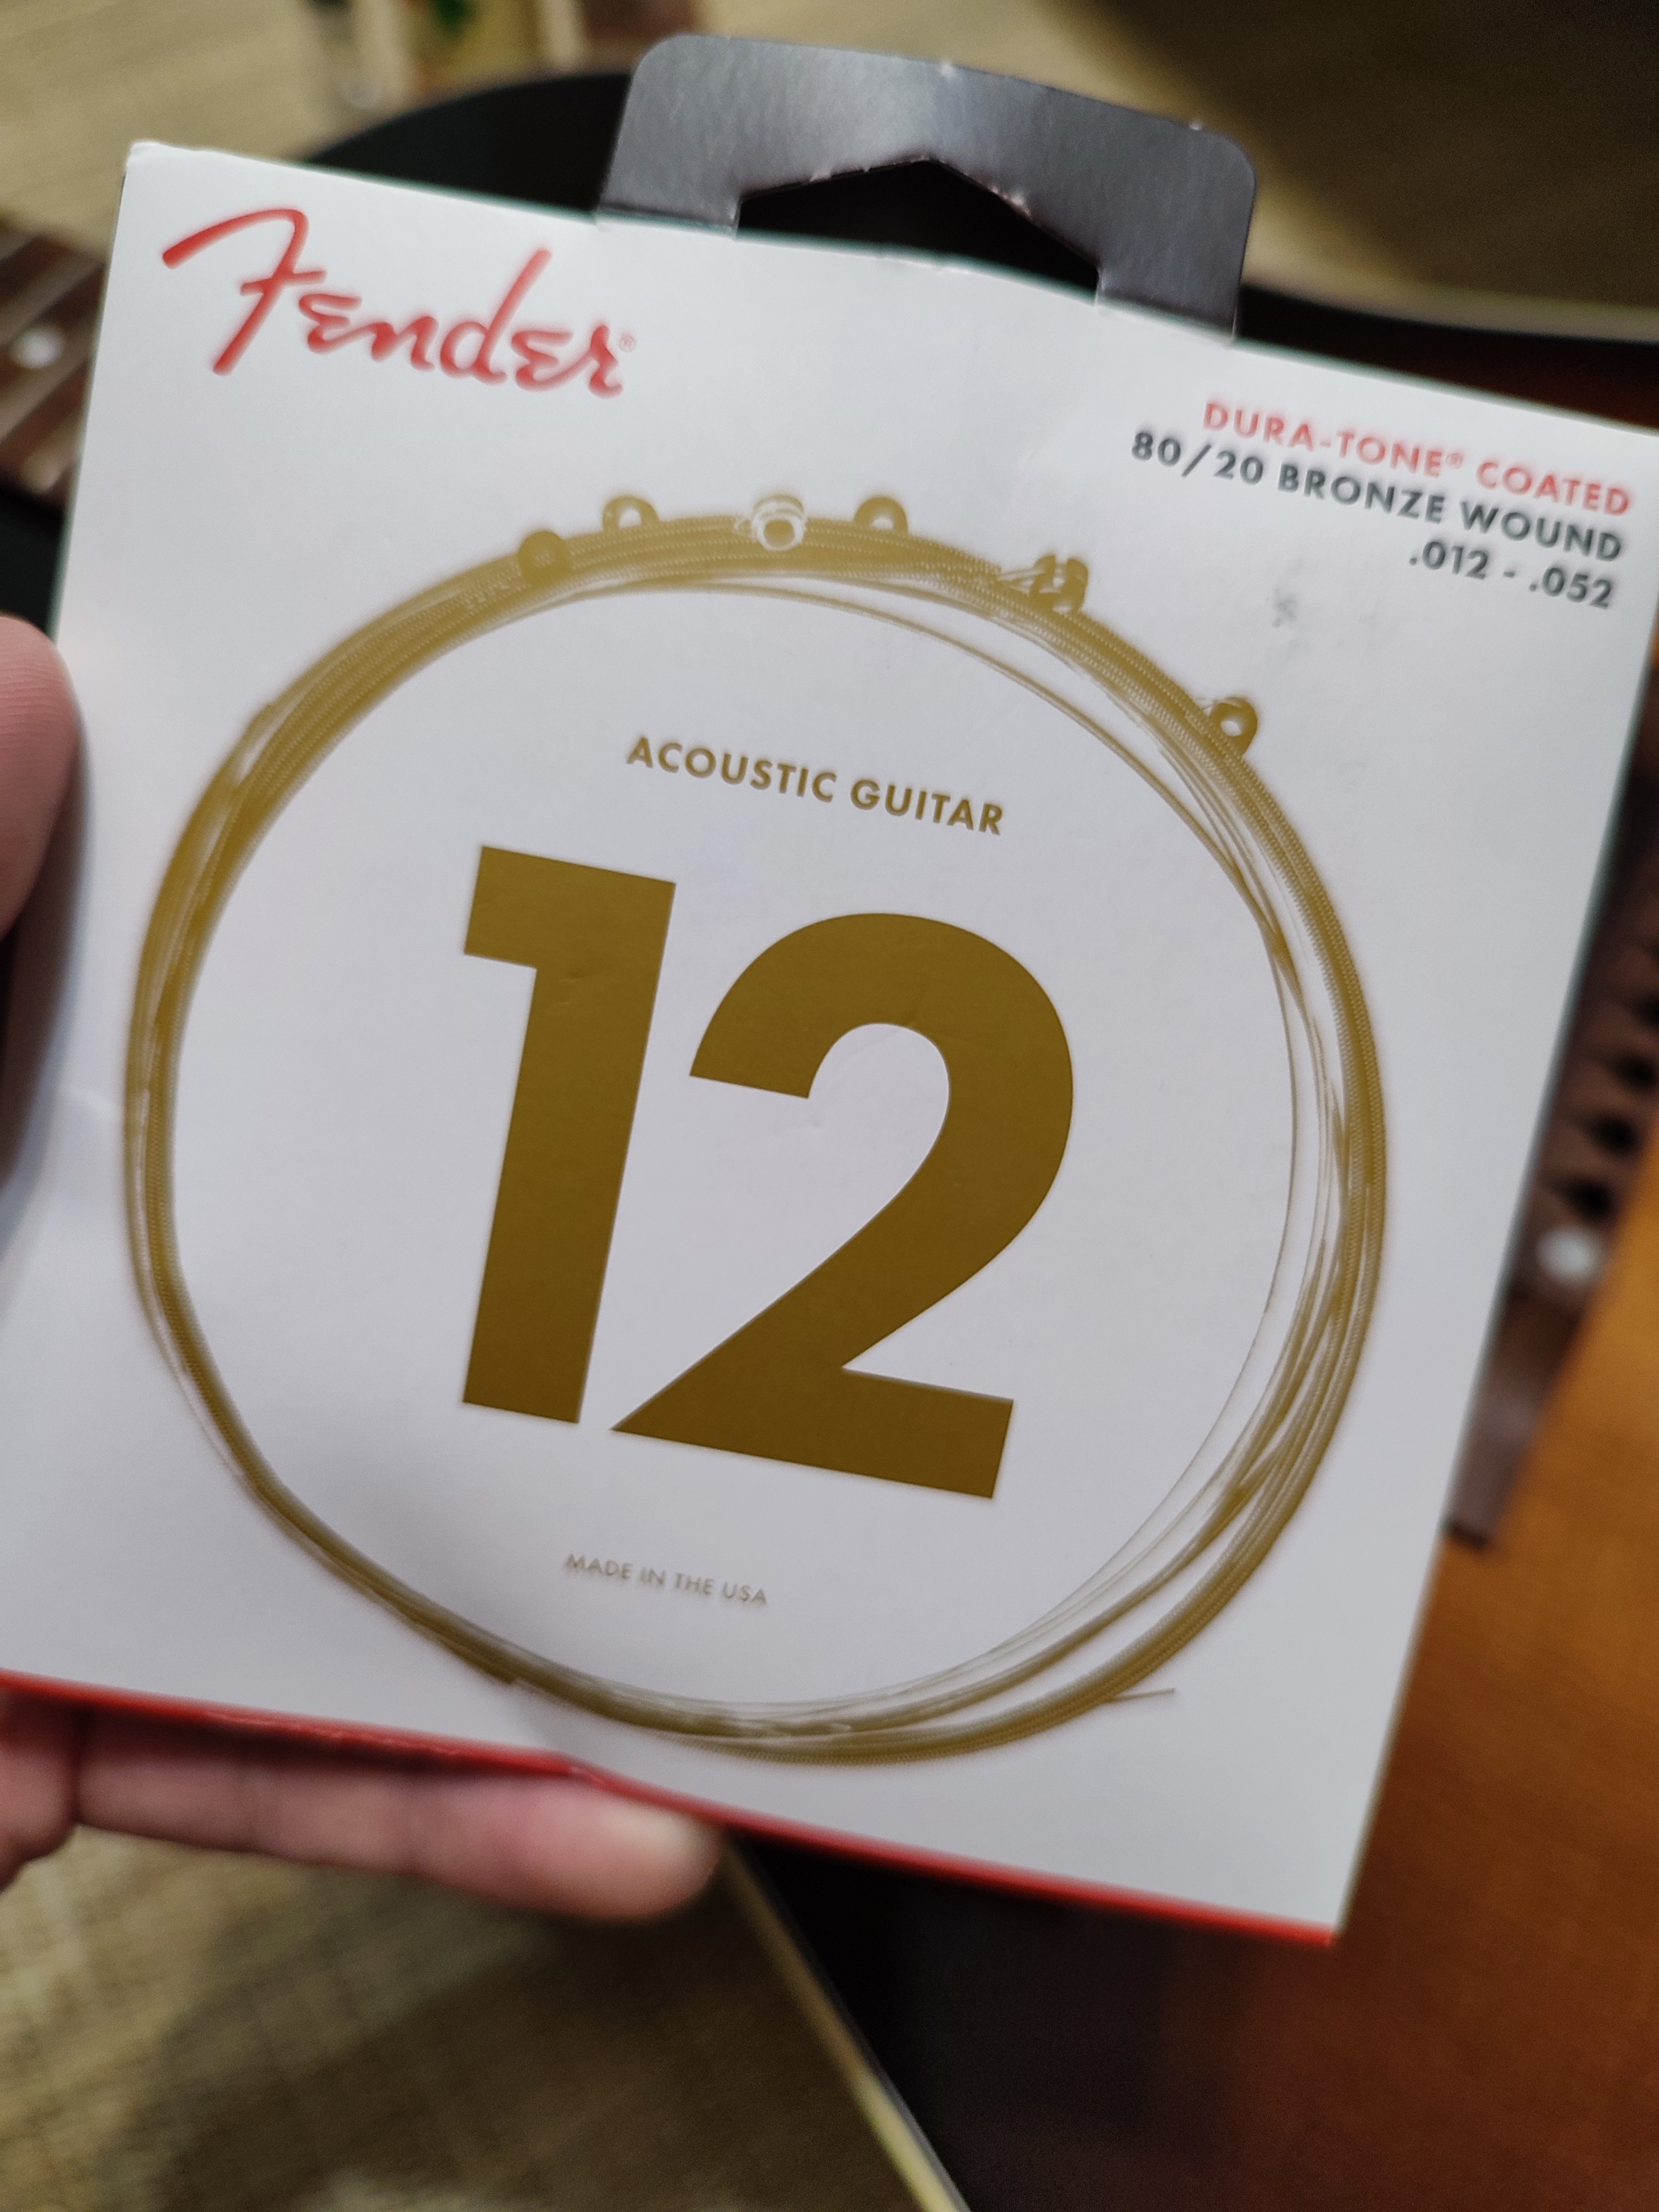 Fender®
DURA-TONE® COATED
80/20 BRONZE WOUND
.012 - .052
ACOUSTIC GUITAR
12
MADE IN THE USA